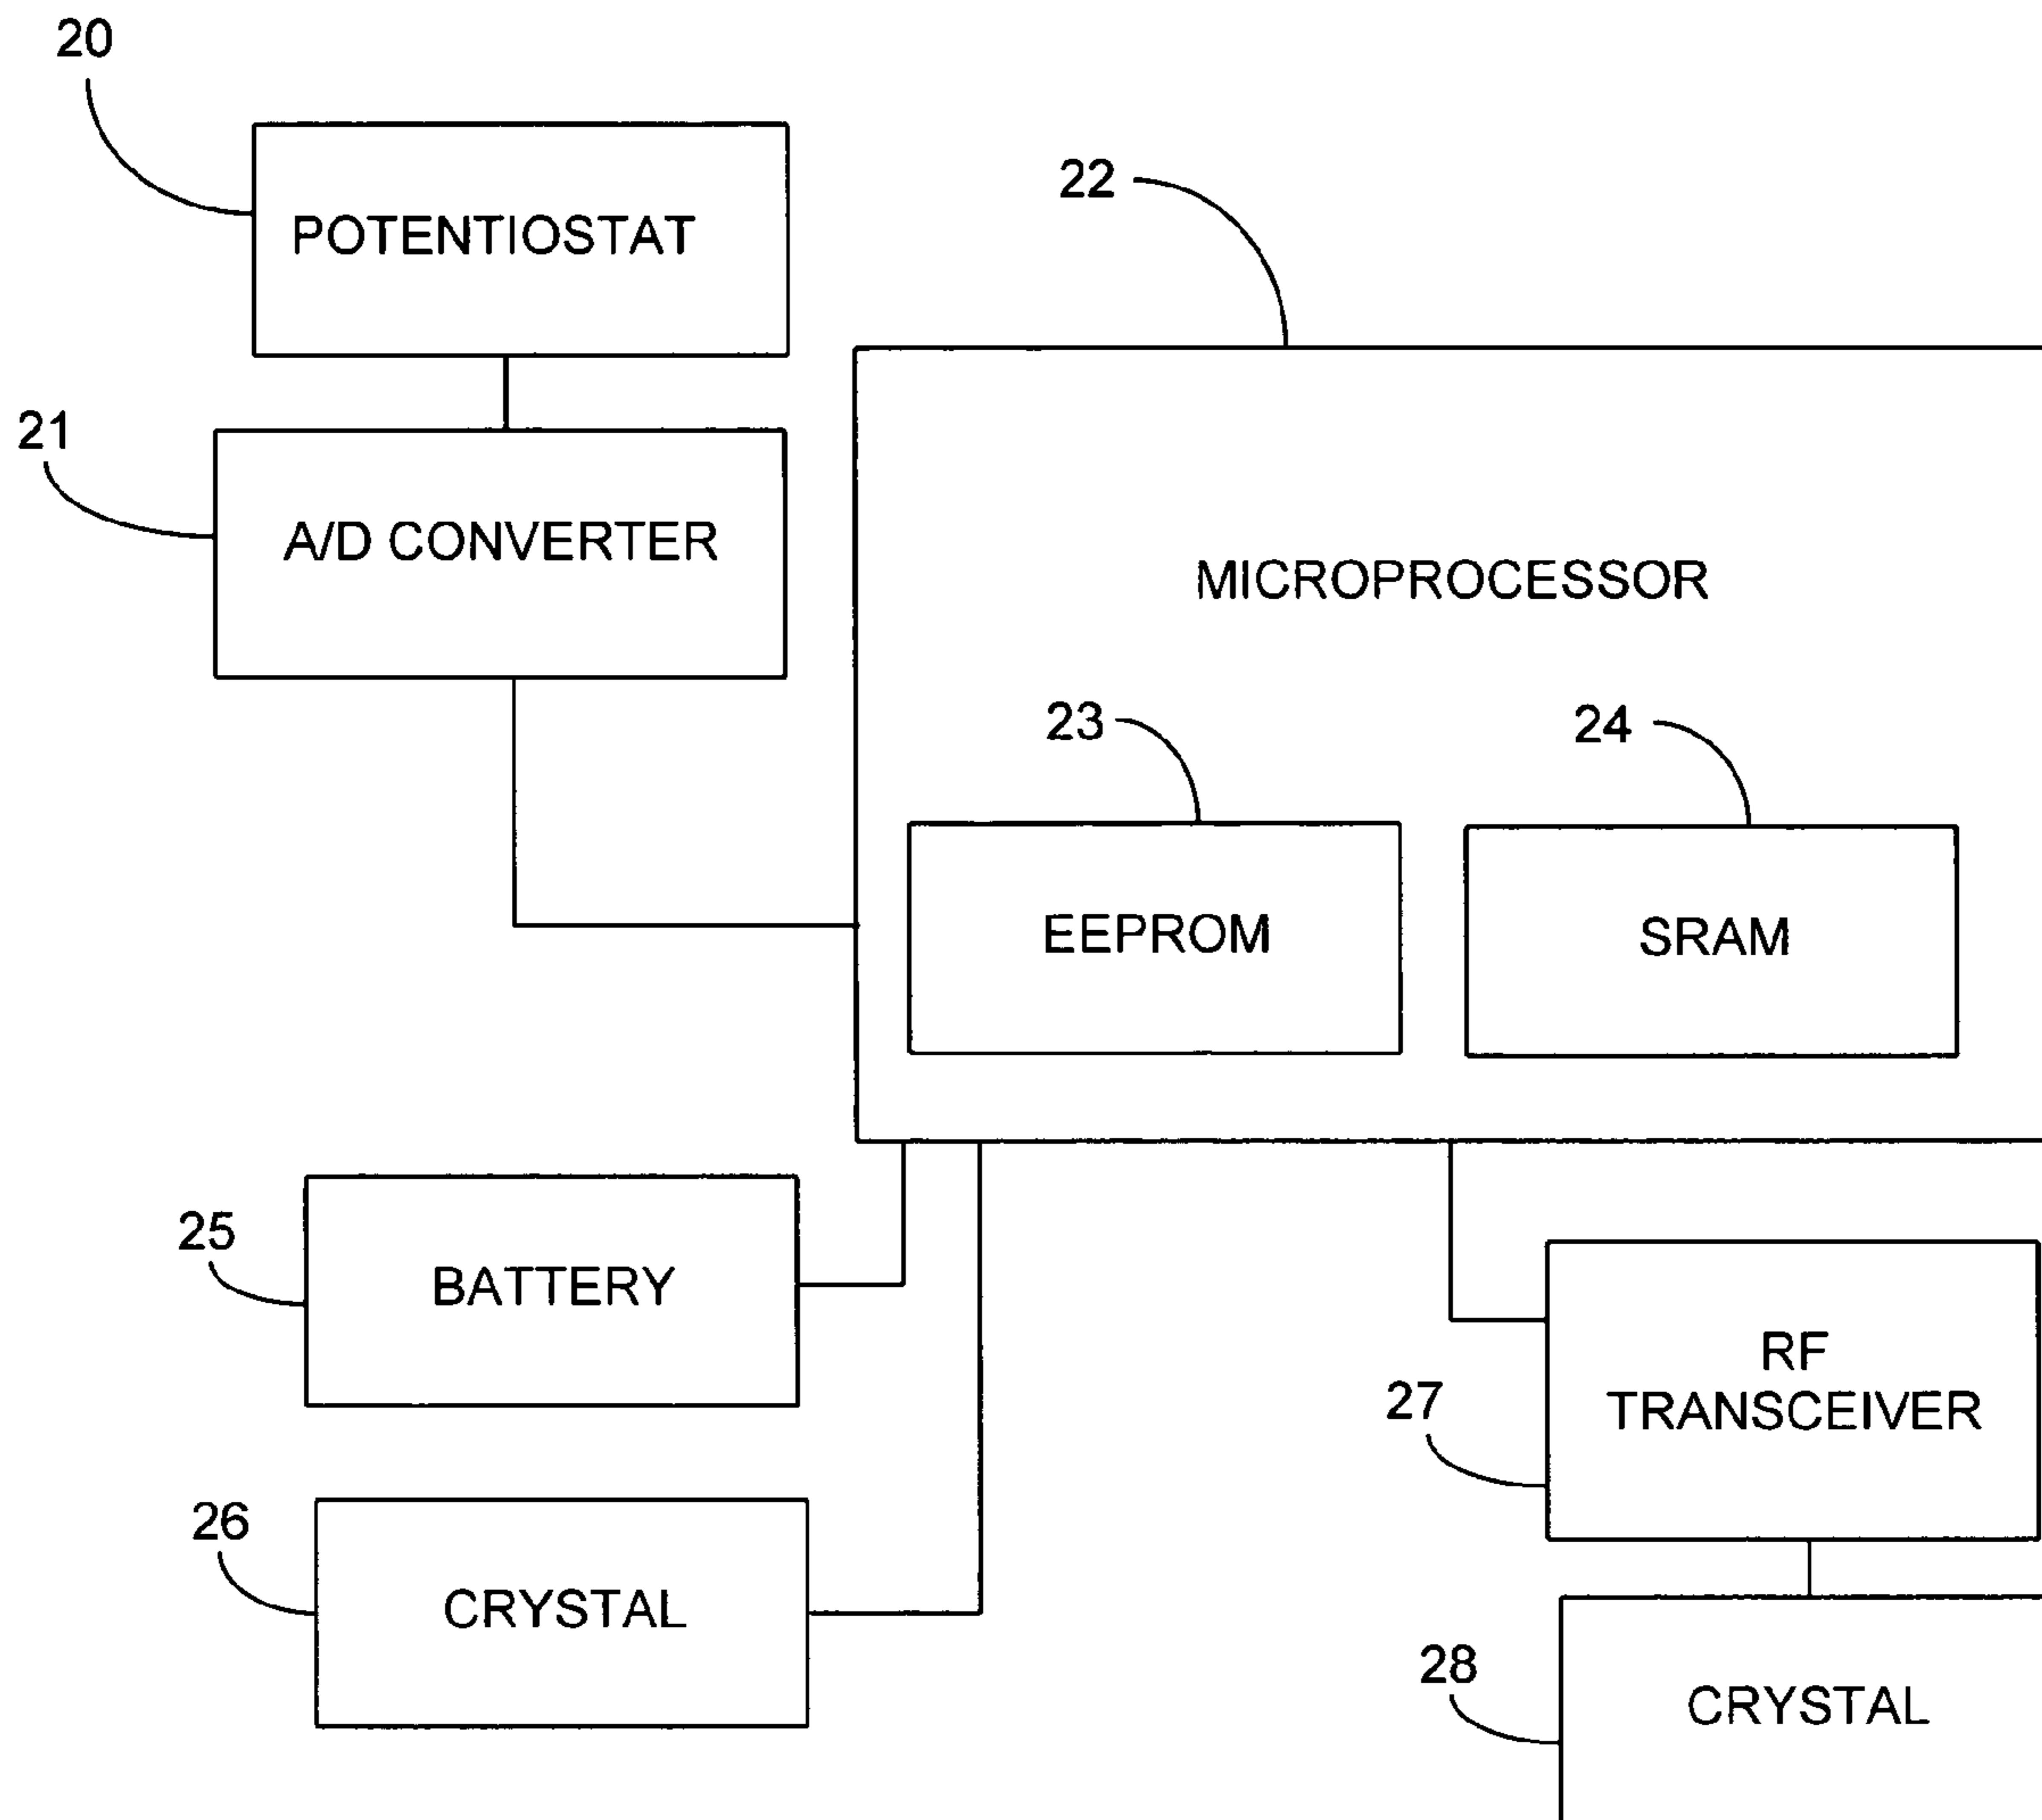 20
POTENTIOSTAT
22
21
A/D CONVERTER
MICROPROCESSOR
23
24
EEPROM
SRAM
25
BATTERY
RF
TRANSCEIVER
27
26
CRYSTAL
28
CRYSTAL